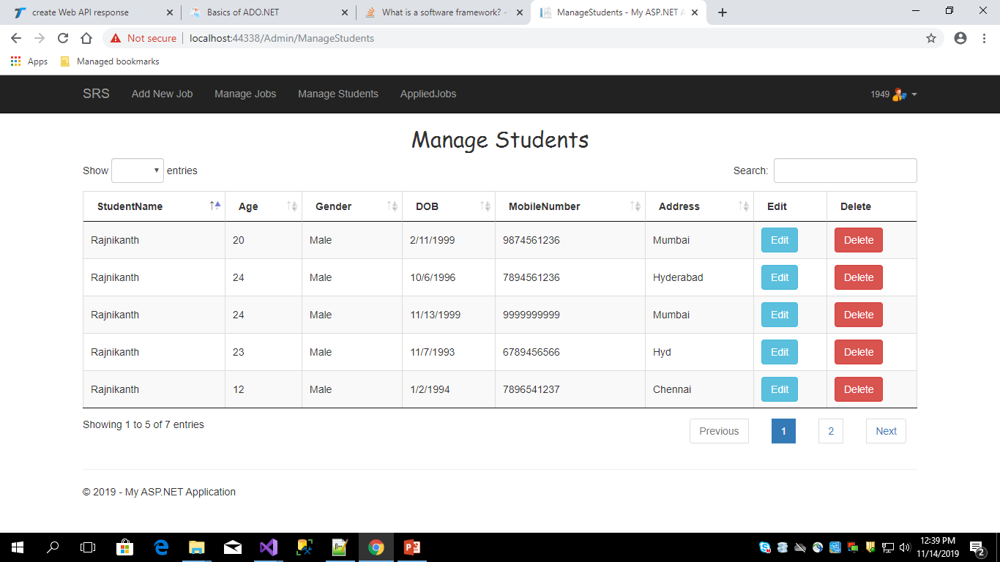 create Web API response
Basics of ADO.NET
What is a software framework? -
ManageStudents - My ASP.NET A
Not secure localhost:44338/Admin/ManageStudents
Apps Managed bookmarks
SRS Add New Job Manage Jobs Manage Students AppliedJobs 1949
Manage Students
Show entries Search:
StudentName Age Gender DOB MobileNumber Address Edit Delete
Rajnikanth 20 Male 2/11/1999 9874561236 Mumbai Edit Delete
Rajnikanth 24 Male 10/6/1996 7894561236 Hyderabad Edit Delete
Rajnikanth 24 Male 11/13/1999 9999999999 Mumbai Edit Delete
Rajnikanth 23 Male 11/7/1993 6789456566 Hyd Edit Delete
Rajnikanth 12 Male 1/2/1994 7896541237 Chennai Edit Delete
Showing 1 to 5 of 7 entries Previous 1 2 Next
© 2019 - My ASP.NET Application
12:39 PM
11/14/2019
2